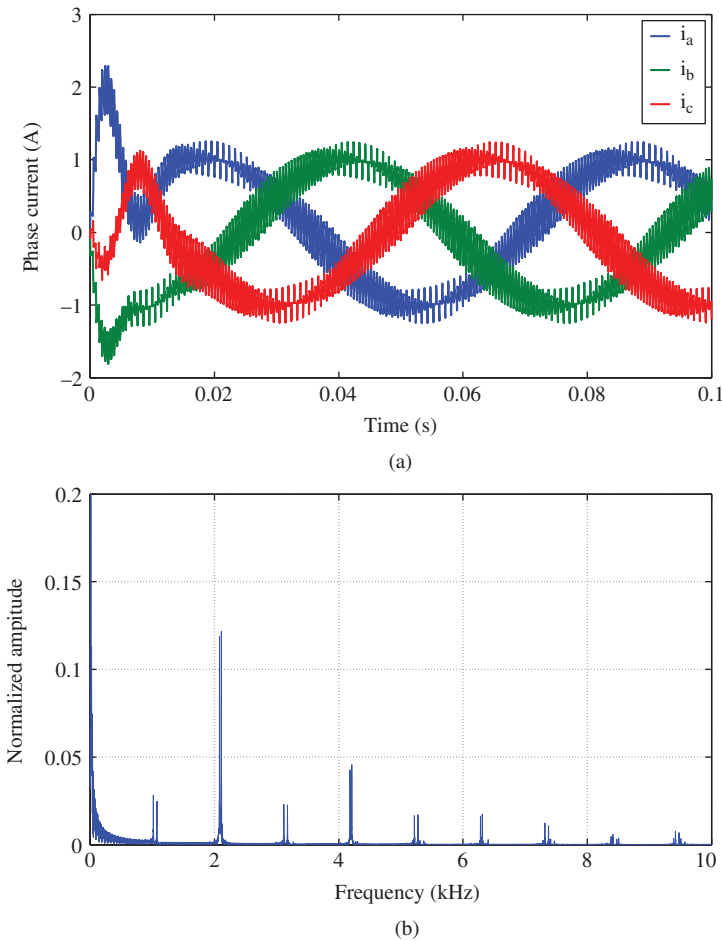 3
2
1
0
−1
−2
Phase current (A)
i_a
i_b
i_c
0
0.02
0.04
0.06
0.08
0.1
Time (s)
(a)
0.2
0.15
0.1
0.05
0
Normalized ampitude
0
2
4
6
8
10
Frequency (kHz)
(b)